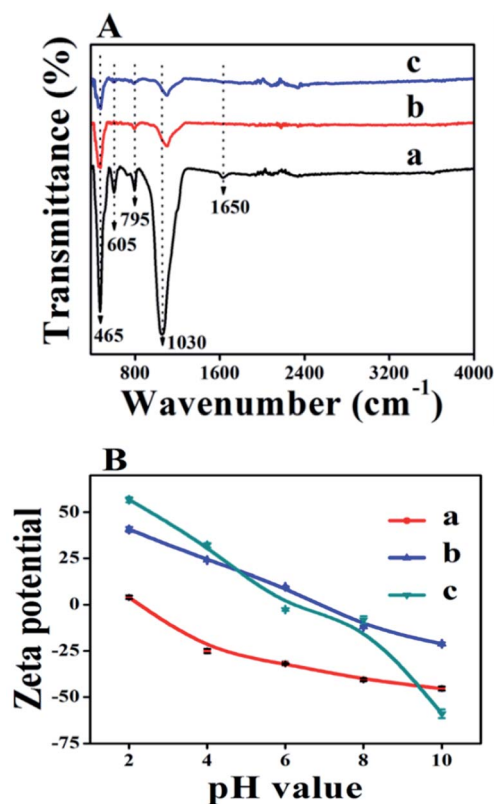 A
Transmittance (%)
c
b
a
465
605
795
1030
1650
800
1600
2400
3200
4000
Wavenumber (cm-1)
B
Zeta potential
50
25
0
-25
-50
-75
a
b
c
2
4
6
8
10
pH value